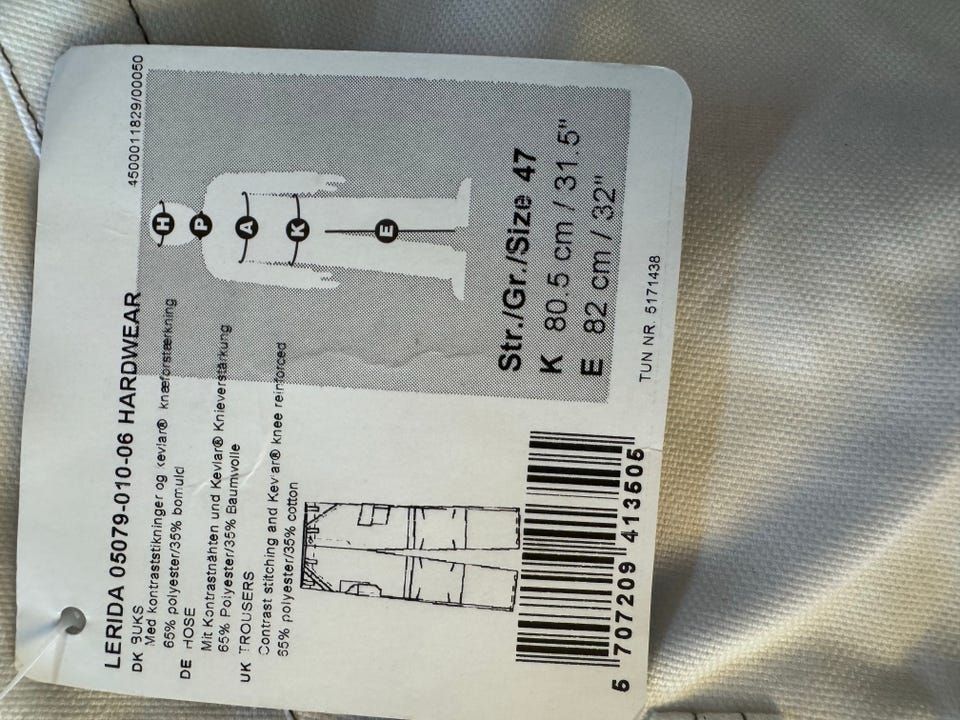 4500011829/00050
LERIDA 05079-010-06 HARDWEAR
DK BUKS
Med kontraststikninger og kevlar® knæforstærkning
65% polyester/35% bomuld
DE HOSE
Mit Kontrastnähten und Kevlar® Knieverstärkung
65% Polyester/35% Baumwolle
UK TROUSERS
Contrast stitching and Kevlar® knee reinforced
65% polyester/35% cotton
H
P
A
K
E
Str./Gr./Size 47
K 80.5 cm / 31.5"
E 82 cm / 32"
TUN NR. 5171438
5 707209 413505